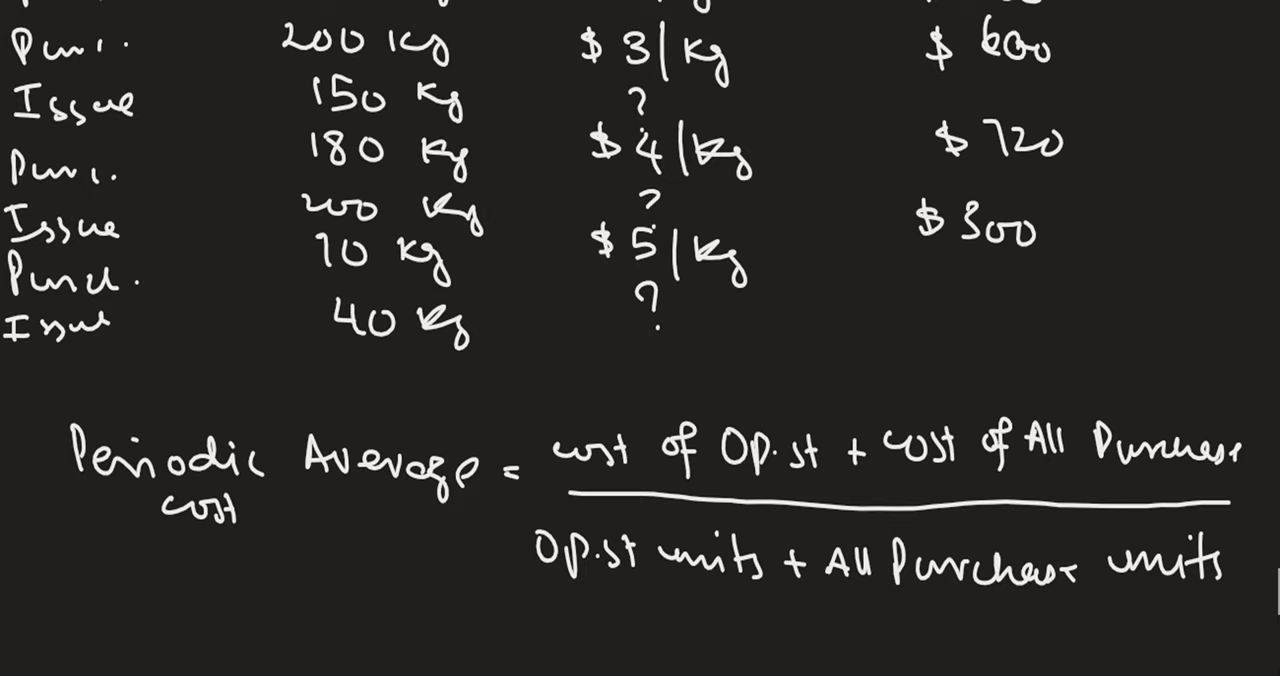 Pur. 200 Kg $ 3/Kg $ 600
Issue 150 Kg ?
Pur. 180 Kg $ 4/Kg $ 720
Issue 200 Kg ?
Purch. 70 Kg $ 5/Kg $ 300
Issue 40 Kg ?
Periodic Average = cost of Op.st + cost of All Purchase
cost
Op.st units + All Purchase units